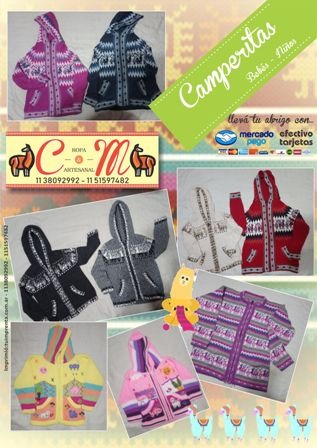 Camperitas
Bebés - Niños
llevá tu abrigo con...
mercado
pago
efectivo
tarjetas
C M
ROPA
&
ARTESANAL
11 38092992 - 11 51597482